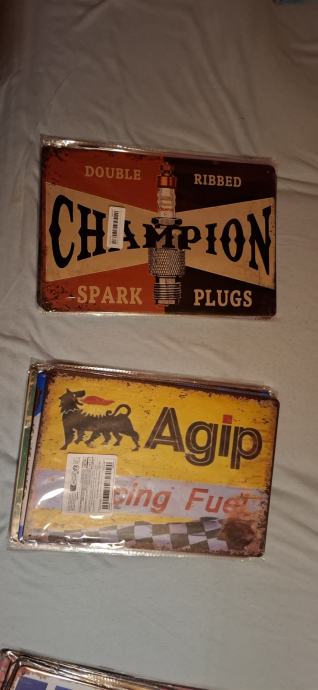 DOUBLE RIBBED
CHAMPION
SPARK PLUGS
Agip
Fuel